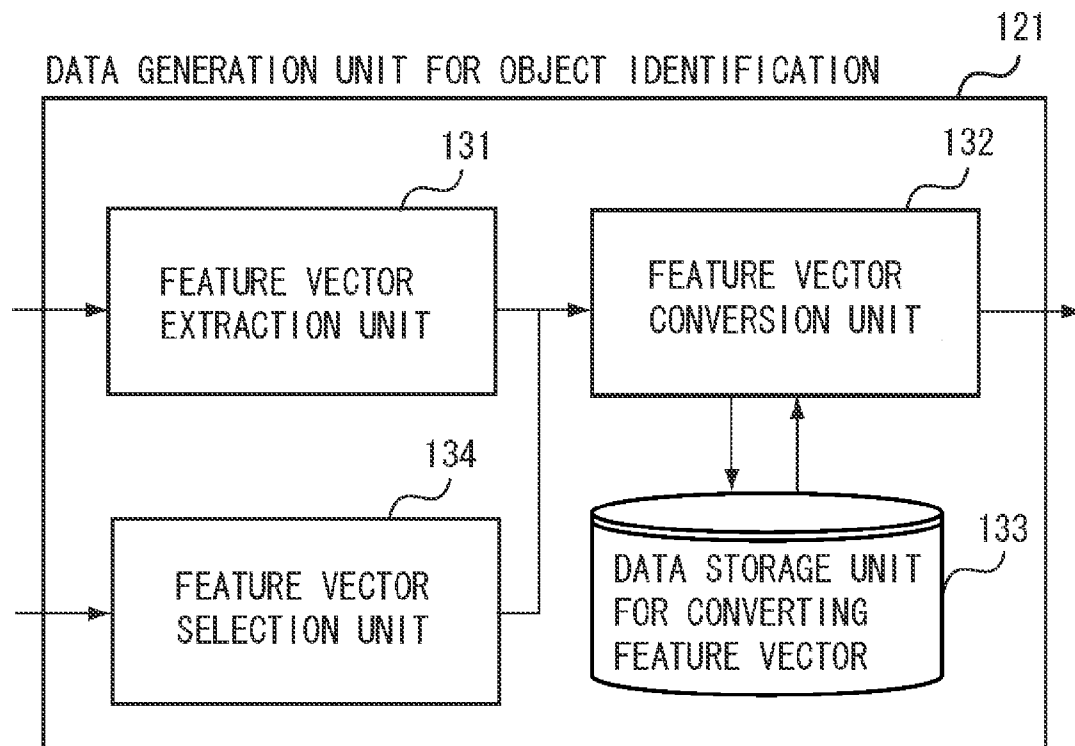 121
DATA GENERATION UNIT FOR OBJECT IDENTIFICATION
131
132
FEATURE VECTOR
EXTRACTION UNIT
FEATURE VECTOR
CONVERSION UNIT
134
133
FEATURE VECTOR
SELECTION UNIT
DATA STORAGE UNIT
FOR CONVERTING
FEATURE VECTOR